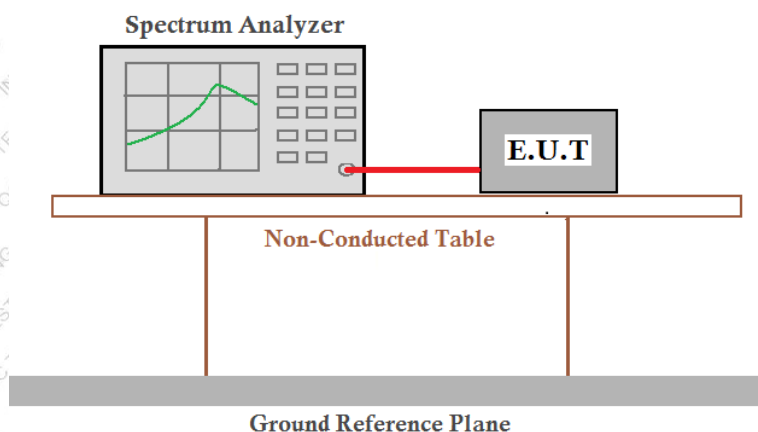 Spectrum Analyzer
E.U.T
Non-Conducted Table
Ground Reference Plane